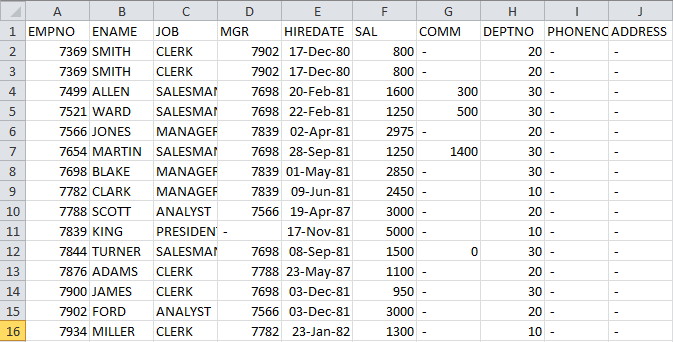 A B C D E F G H I J
1 EMPNO ENAME JOB MGR HIREDATE SAL COMM DEPTNO PHONENO ADDRESS
2 7369 SMITH CLERK 7902 17-Dec-80 800 - 20 - -
3 7369 SMITH CLERK 7902 17-Dec-80 800 - 20 - -
4 7499 ALLEN SALESMAN 7698 20-Feb-81 1600 300 30 - -
5 7521 WARD SALESMAN 7698 22-Feb-81 1250 500 30 - -
6 7566 JONES MANAGER 7839 02-Apr-81 2975 - 20 - -
7 7654 MARTIN SALESMAN 7698 28-Sep-81 1250 1400 30 - -
8 7698 BLAKE MANAGER 7839 01-May-81 2850 - 30 - -
9 7782 CLARK MANAGER 7839 09-Jun-81 2450 - 10 - -
10 7788 SCOTT ANALYST 7566 19-Apr-87 3000 - 20 - -
11 7839 KING PRESIDENT - 17-Nov-81 5000 - 10 - -
12 7844 TURNER SALESMAN 7698 08-Sep-81 1500 0 30 - -
13 7876 ADAMS CLERK 7788 23-May-87 1100 - 20 - -
14 7900 JAMES CLERK 7698 03-Dec-81 950 - 30 - -
15 7902 FORD ANALYST 7566 03-Dec-81 3000 - 20 - -
16 7934 MILLER CLERK 7782 23-Jan-82 1300 - 10 - -